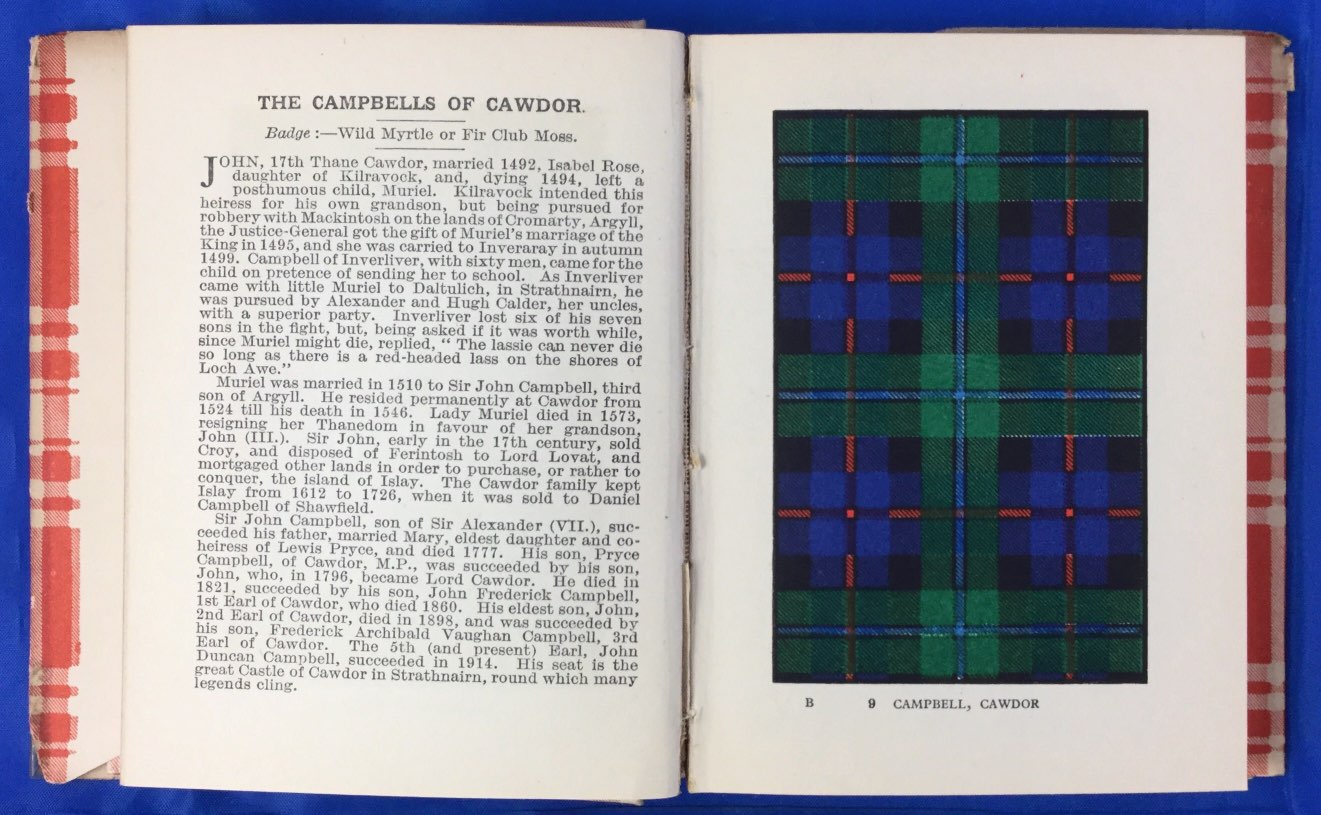 THE CAMPBELLS OF CAWDOR.
Badge :—Wild Myrtle or Fir Club Moss.
JOHN, 17th Thane Cawdor, married 1492, Isabel Rose,
daughter of Kilravock, and, dying 1494, left a
posthumous child, Muriel. Kilravock intended this
heiress for his own grandson, but being pursued for
robbery with Mackintosh on the lands of Cromarty, Argyll,
the Justice-General got the gift of Muriel's marriage of the
King in 1495, and she was carried to Inveraray in autumn
1499. Campbell of Inverliver, with sixty men, came for the
child on pretence of sending her to school. As Inverliver
came with little Muriel to Daltulich, in Strathnairn, he
was pursued by Alexander and Hugh Calder, her uncles,
with a superior party. Inverliver lost six of his seven
sons in the fight, but, being asked if it was worth while,
since Muriel might die, replied, " The lassie can never die
so long as there is a red-headed lass on the shores of
Loch Awe."
Muriel was married in 1510 to Sir John Campbell, third
son of Argyll. He resided permanently at Cawdor from
1524 till his death in 1546. Lady Muriel died in 1573,
resigning her Thanedom in favour of her grandson,
John (III.). Sir John, early in the 17th century, sold
Croy, and disposed of Ferintosh to Lord Lovat, and
mortgaged other lands in order to purchase, or rather to
conquer, the island of Islay. The Cawdor family kept
Islay from 1612 to 1726, when it was sold to Daniel
Campbell of Shawfield.
Sir John Campbell, son of Sir Alexander (VII.), suc-
ceeded his father, married Mary, eldest daughter and co-
heiress of Lewis Pryce, and died 1777. His son, Pryce
Campbell, of Cawdor, M.P., was succeeded by his son,
John, who, in 1796, became Lord Cawdor. He died in
1821, succeeded by his son, John Frederick Campbell,
1st Earl of Cawdor, who died 1860. His eldest son, John,
2nd Earl of Cawdor, died in 1898, and was succeeded by
his son, Frederick Archibald Vaughan Campbell, 3rd
Earl of Cawdor. The 5th (and present) Earl, John
Duncan Campbell, succeeded in 1914. His seat is the
great Castle of Cawdor in Strathnairn, round which many
legends cling.
B 9 CAMPBELL, CAWDOR